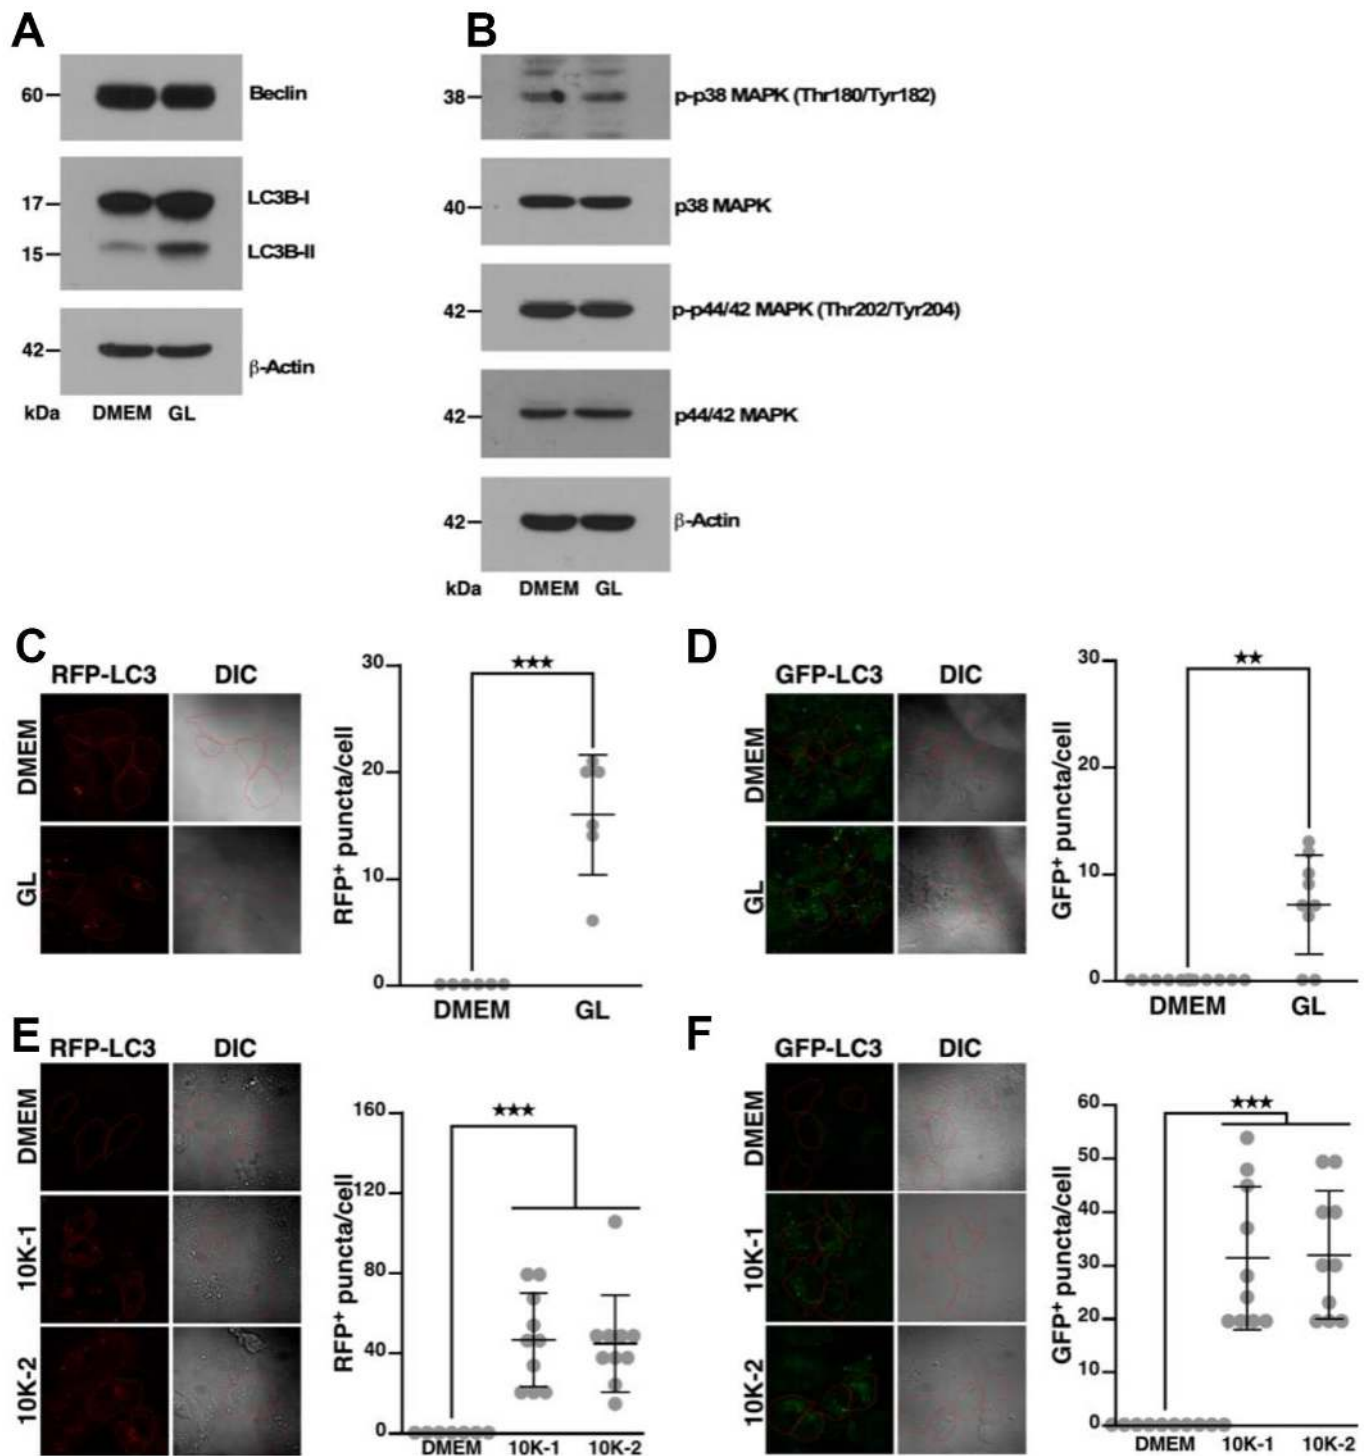 A
60
Beclin
17
LC3B-I
15
LC3B-II
42
β-Actin
kDa DMEM GL
B
38
p-p38 MAPK (Thr180/Tyr182)
40
p38 MAPK
42
p-p44/42 MAPK (Thr202/Tyr204)
42
p44/42 MAPK
42
β-Actin
kDa DMEM GL
C
RFP-LC3 DIC
DMEM
GL
RFP+ puncta/cell
30
20
10
0
★★★
DMEM GL
D
GFP-LC3 DIC
DMEM
GL
GFP+ puncta/cell
30
20
10
0
★★
DMEM GL
E
RFP-LC3 DIC
DMEM
10K-1
10K-2
RFP+ puncta/cell
160
120
80
40
0
★★★
DMEM 10K-1 10K-2
F
GFP-LC3 DIC
DMEM
10K-1
10K-2
GFP+ puncta/cell
60
50
40
30
20
10
0
★★★
DMEM 10K-1 10K-2